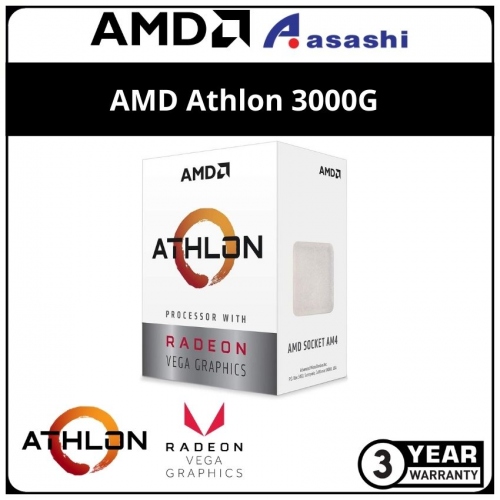 AMD asashi
AMD Athlon 3000G
AMD
AMD
ATHLON
PROCESSOR WITH
RADEON
VEGA GRAPHICS
AMD SOCKET AM4
ATHLON
RADEON
VEGA
GRAPHICS
3 YEAR
WARRANTY